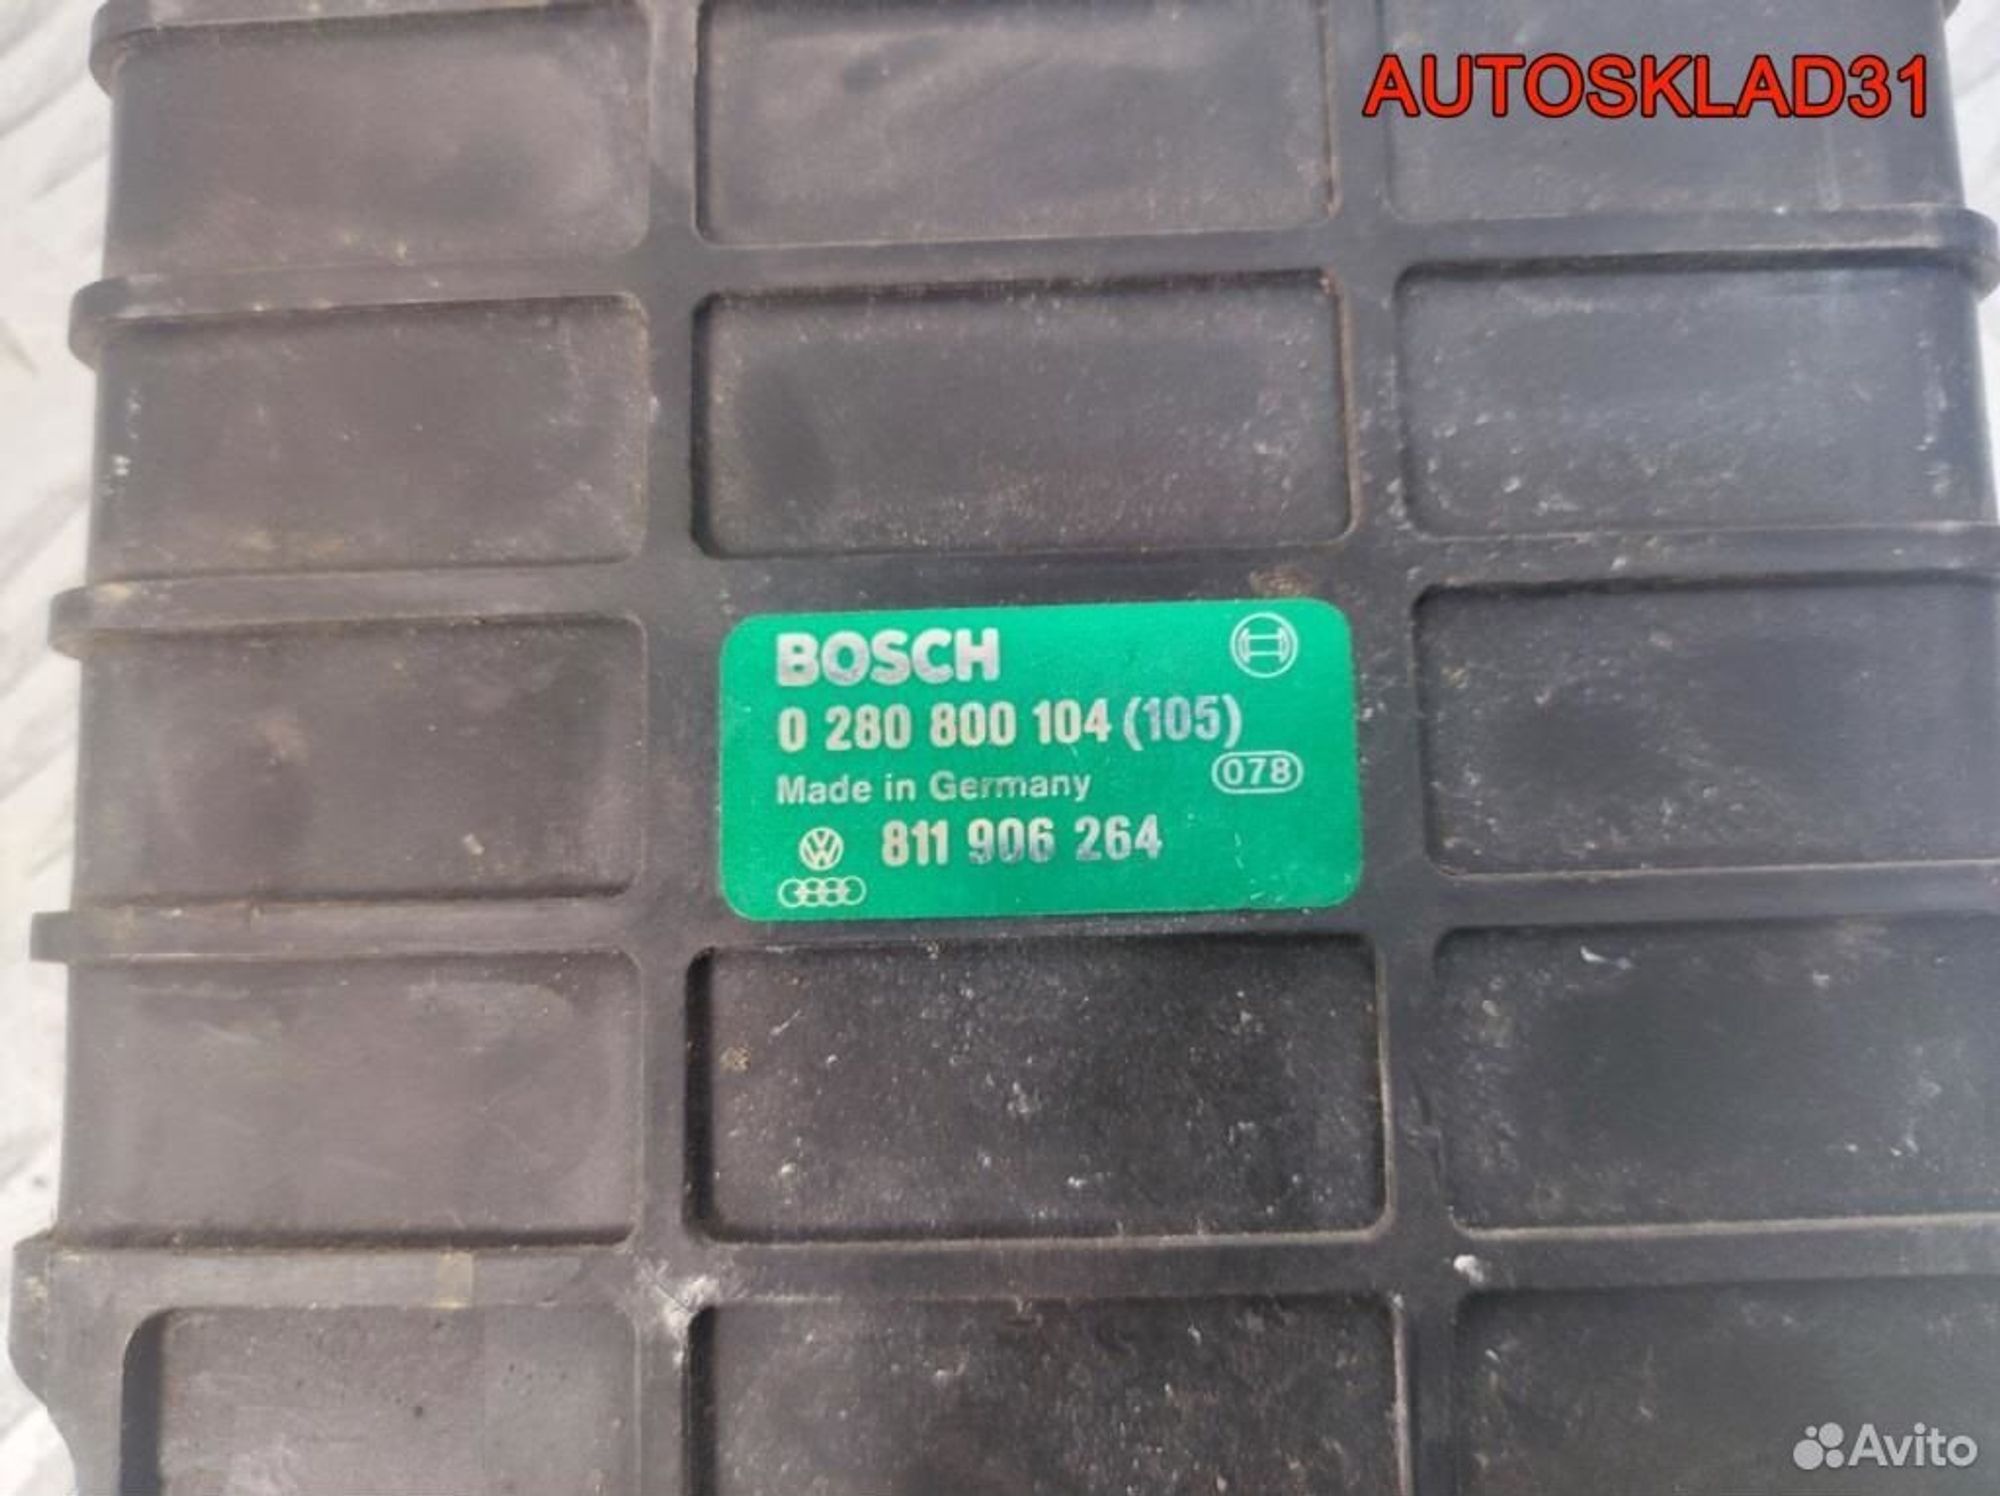 AUTOSKLAD31
BOSCH
0 280 800 104 (105)
Made in Germany 078
811 906 264
Avito